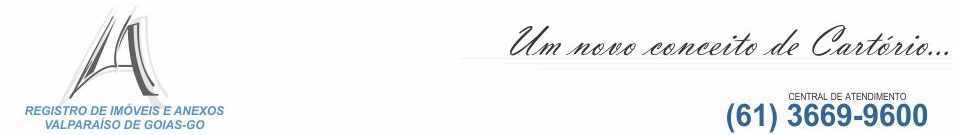 Um novo conceito de Cartório...
REGISTRO DE IMÓVEIS E ANEXOS
VALPARAÍSO DE GOIAS-GO
CENTRAL DE ATENDIMENTO
(61) 3669-9600